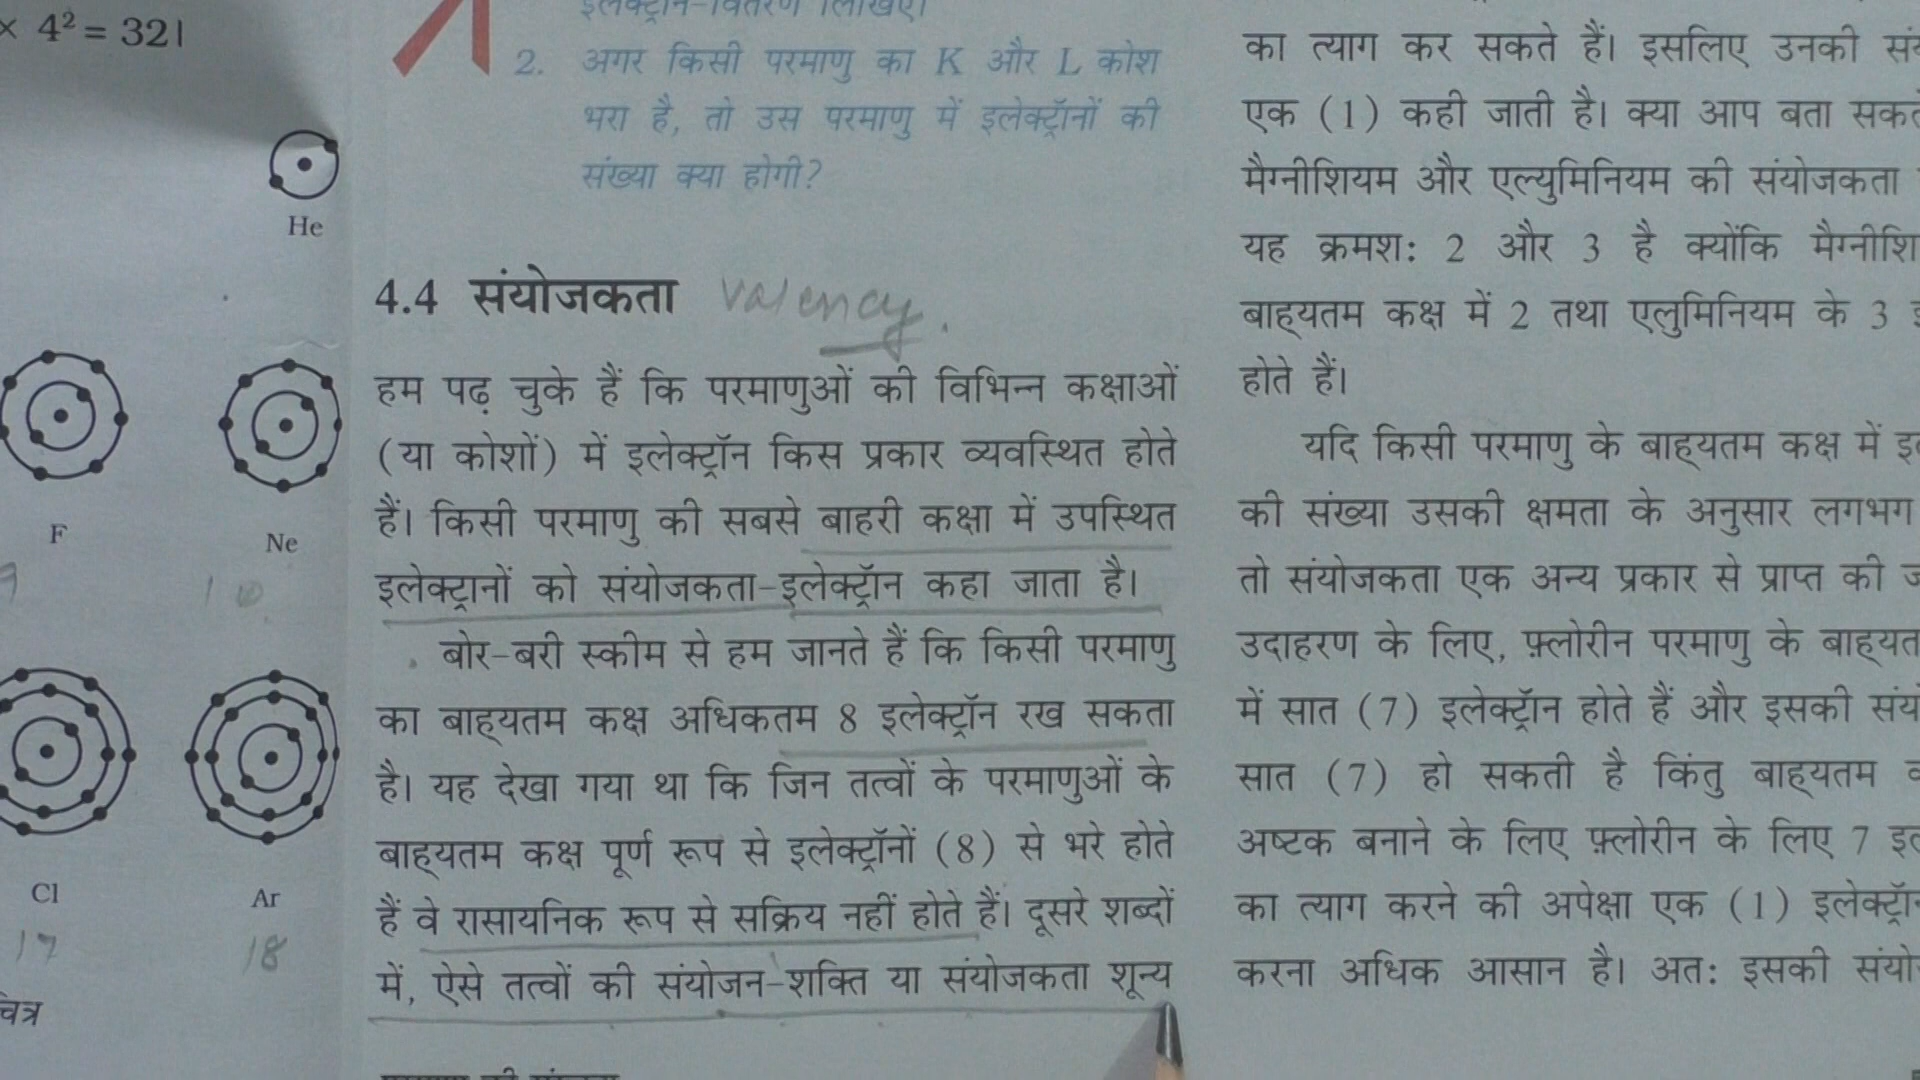 × 4² = 32।
He
F
Ne
10
Cl
Ar
17
18
चित्र
इलेक्ट्रॉन-वितरण लिखिए।
2. अगर किसी परमाणु का K और L कोश
भरा है, तो उस परमाणु में इलेक्ट्रॉनों की
संख्या क्या होगी?
4.4 संयोजकता valency.
हम पढ़ चुके हैं कि परमाणुओं की विभिन्न कक्षाओं
(या कोशों) में इलेक्ट्रॉन किस प्रकार व्यवस्थित होते
हैं। किसी परमाणु की सबसे बाहरी कक्षा में उपस्थित
इलेक्ट्रानों को संयोजकता-इलेक्ट्रॉन कहा जाता है।
बोर-बरी स्कीम से हम जानते हैं कि किसी परमाणु
का बाह्यतम कक्ष अधिकतम 8 इलेक्ट्रॉन रख सकता
है। यह देखा गया था कि जिन तत्वों के परमाणुओं के
बाह्यतम कक्ष पूर्ण रूप से इलेक्ट्रॉनों (8) से भरे होते
हैं वे रासायनिक रूप से सक्रिय नहीं होते हैं। दूसरे शब्दों
में, ऐसे तत्वों की संयोजन-शक्ति या संयोजकता शून्य
का त्याग कर सकते हैं। इसलिए उनकी
एक (1) कही जाती है। क्या आप बता
मैग्नीशियम और एल्युमिनियम की संयोजकता
यह क्रमश: 2 और 3 है क्योंकि
बाह्यतम कक्ष में 2 तथा एलुमिनियम के 3
होते हैं।
यदि किसी परमाणु के बाह्यतम कक्ष में
की संख्या उसकी क्षमता के अनुसार लगभग
तो संयोजकता एक अन्य प्रकार से प्राप्त की
उदाहरण के लिए, फ़्लोरीन परमाणु के
में सात (7) इलेक्ट्रॉन होते हैं और इसकी
सात (7) हो सकती है किंतु बाह्यतम
अष्टक बनाने के लिए फ़्लोरीन के लिए 7
का त्याग करने की अपेक्षा एक (1)
करना अधिक आसान है। अत: इसकी